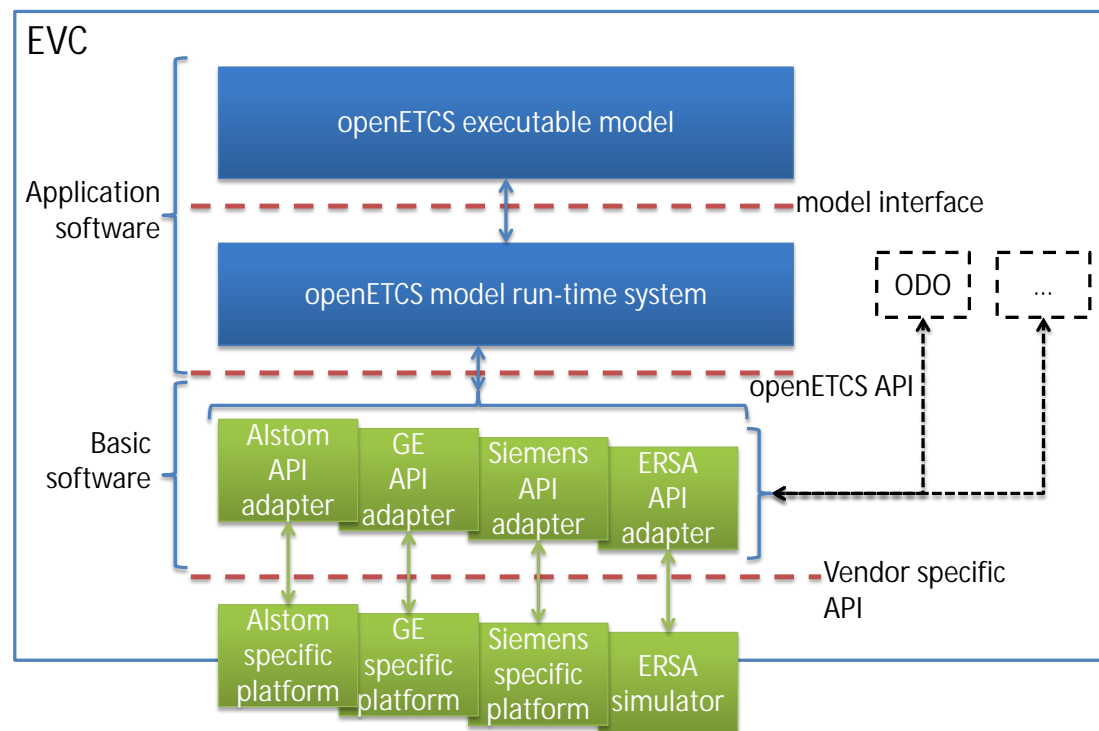 EVC
openETCS executable model
Application
software
model interface
openETCS model run-time system
ODO
...
openETCS API
Basic
software
Alstom
API
adapter
GE
API
adapter
Siemens
API
adapter
ERSA
API
adapter
Vendor specific
API
Alstom
specific
platform
GE
specific
platform
Siemens
specific
platform
ERSA
simulator